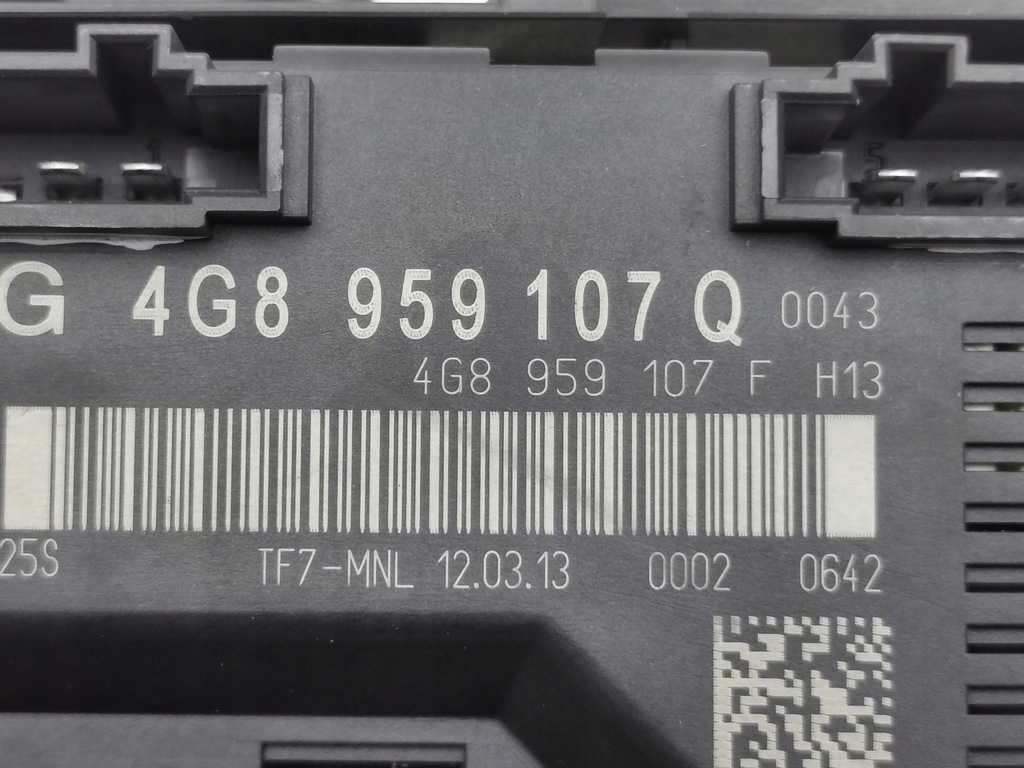 1 5
G 4G8 959 107 Q 0043
4G8 959 107 F H13
25S TF7-MNL 12.03.13 0002 0642